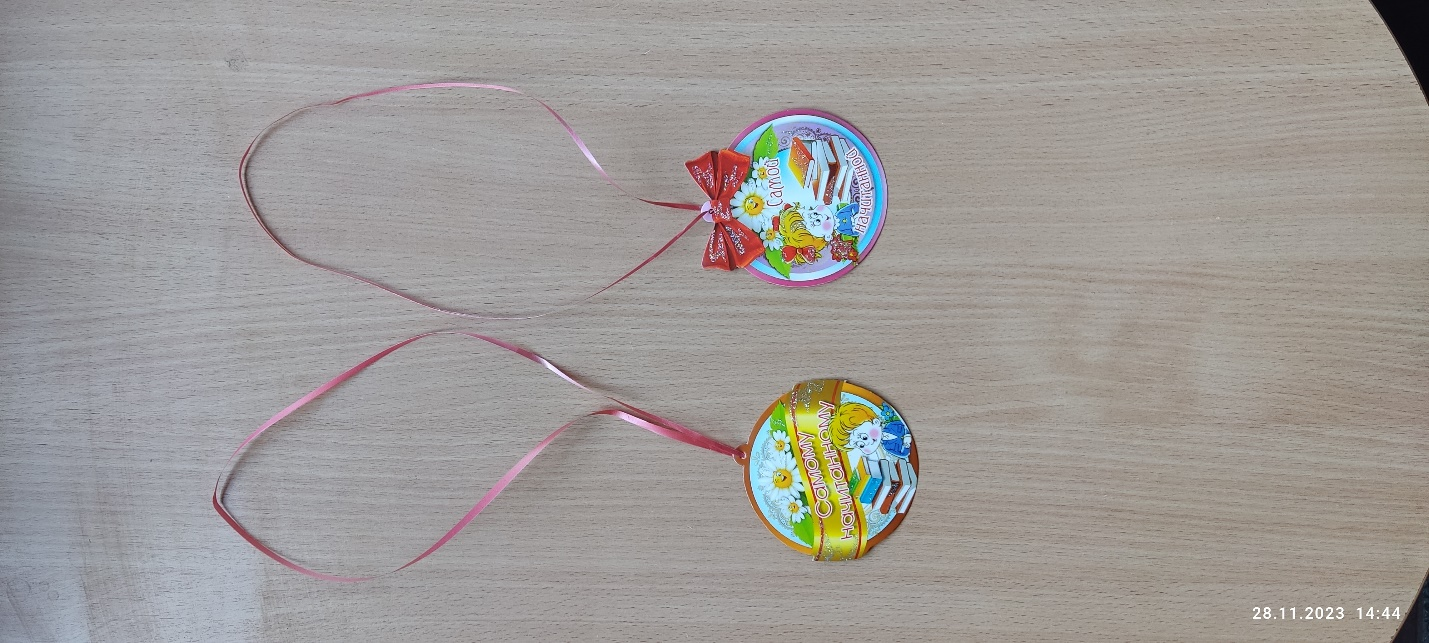 Самой
начитанной
Самому
начитанному
28.11.2023 14:44